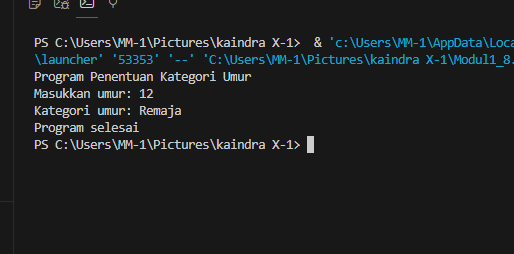 PS C:\Users\MM-1\Pictures\kaindra X-1>  & 'c:\Users\MM-1\AppData\Loca
\launcher' '53353' '--' 'C:\Users\MM-1\Pictures\kaindra X-1\Modul1_8.
Program Penentuan Kategori Umur
Masukkan umur: 12
Kategori umur: Remaja
Program selesai
PS C:\Users\MM-1\Pictures\kaindra X-1>